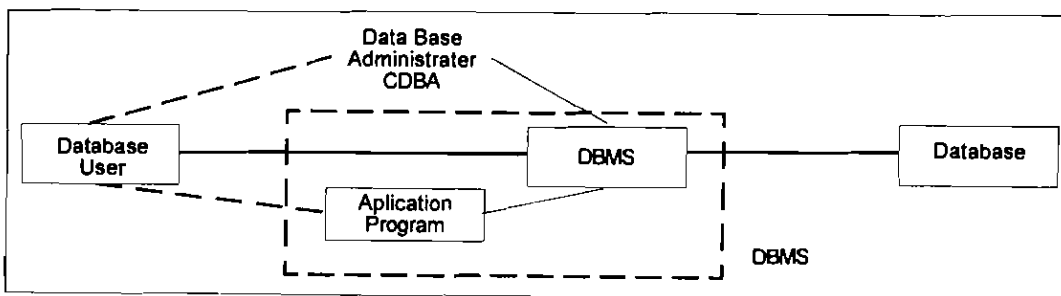 Data Base
Administrater
CDBA
Database
User
DBMS
Database
Aplication
Program
DBMS